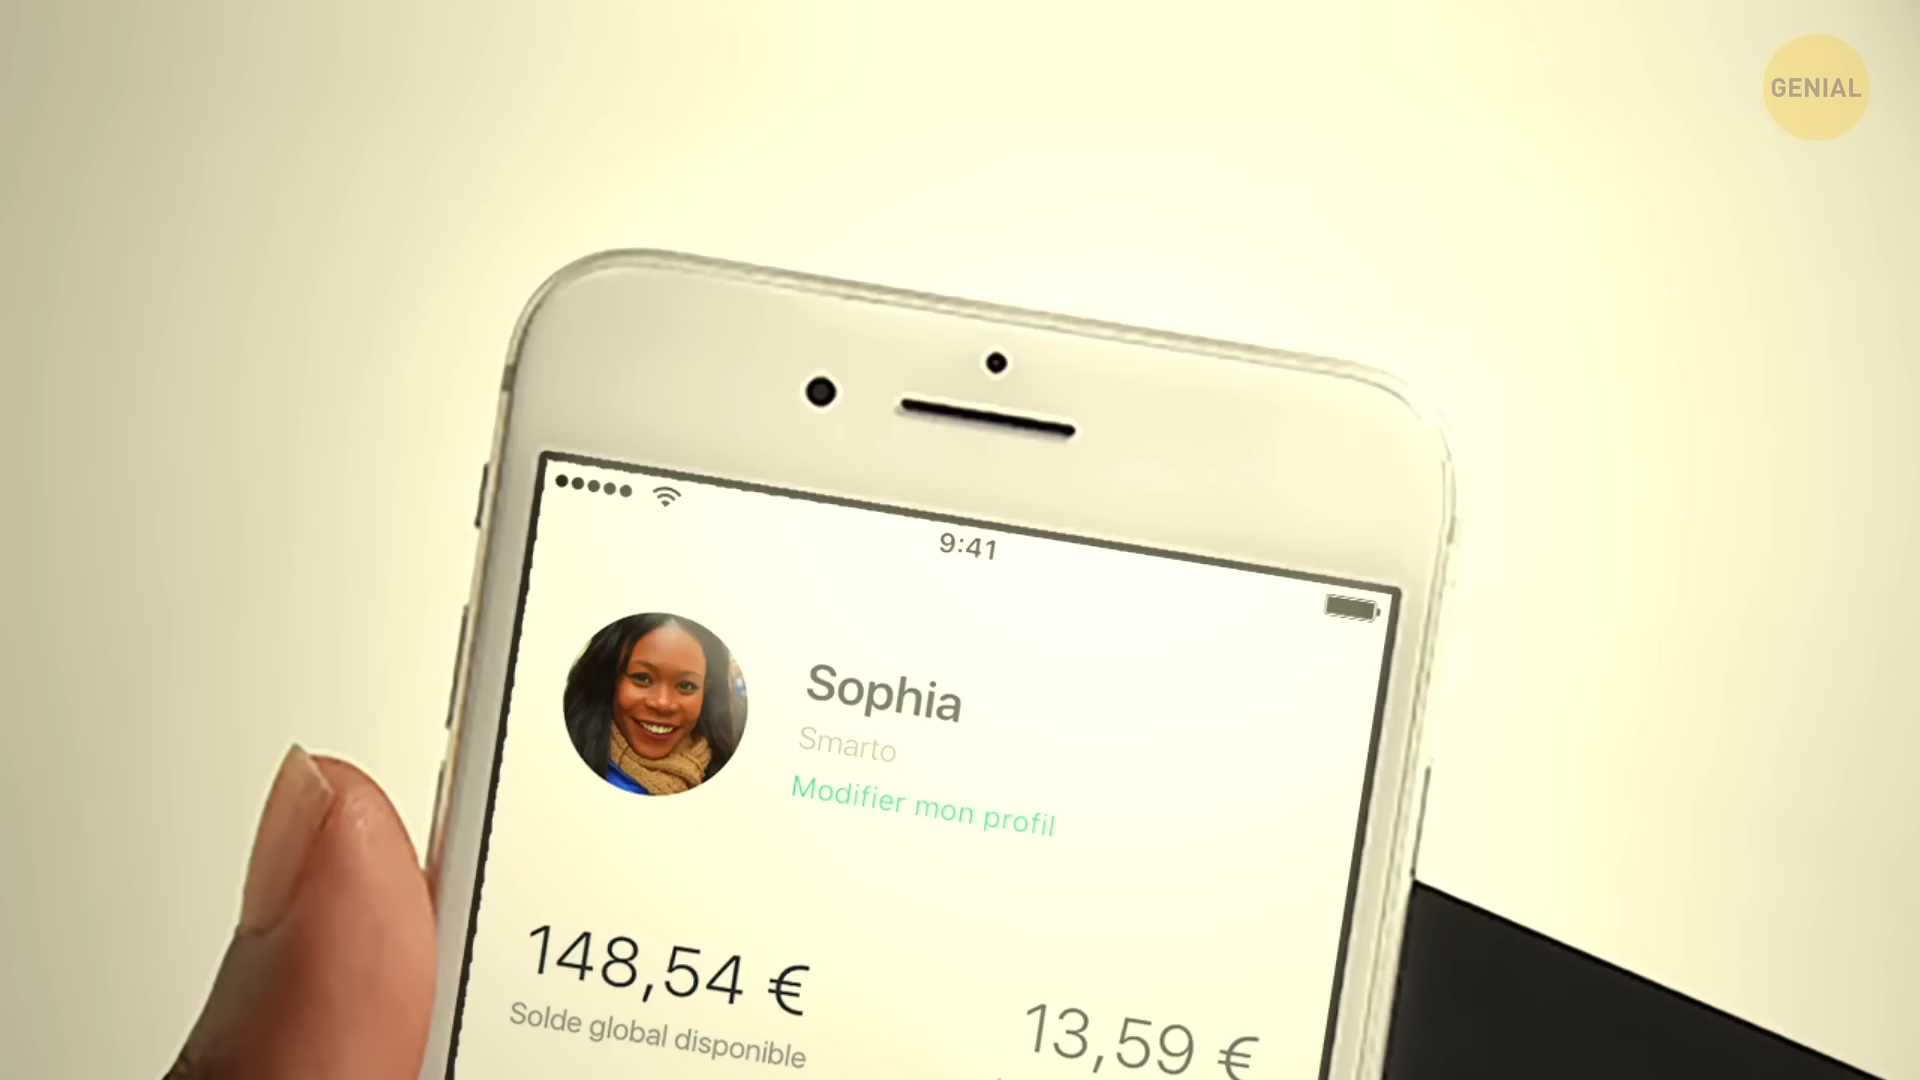 GENIAL
9:41
Sophia
Smarto
Modifier mon profil
148,54 €
Solde global disponible
13,59 €